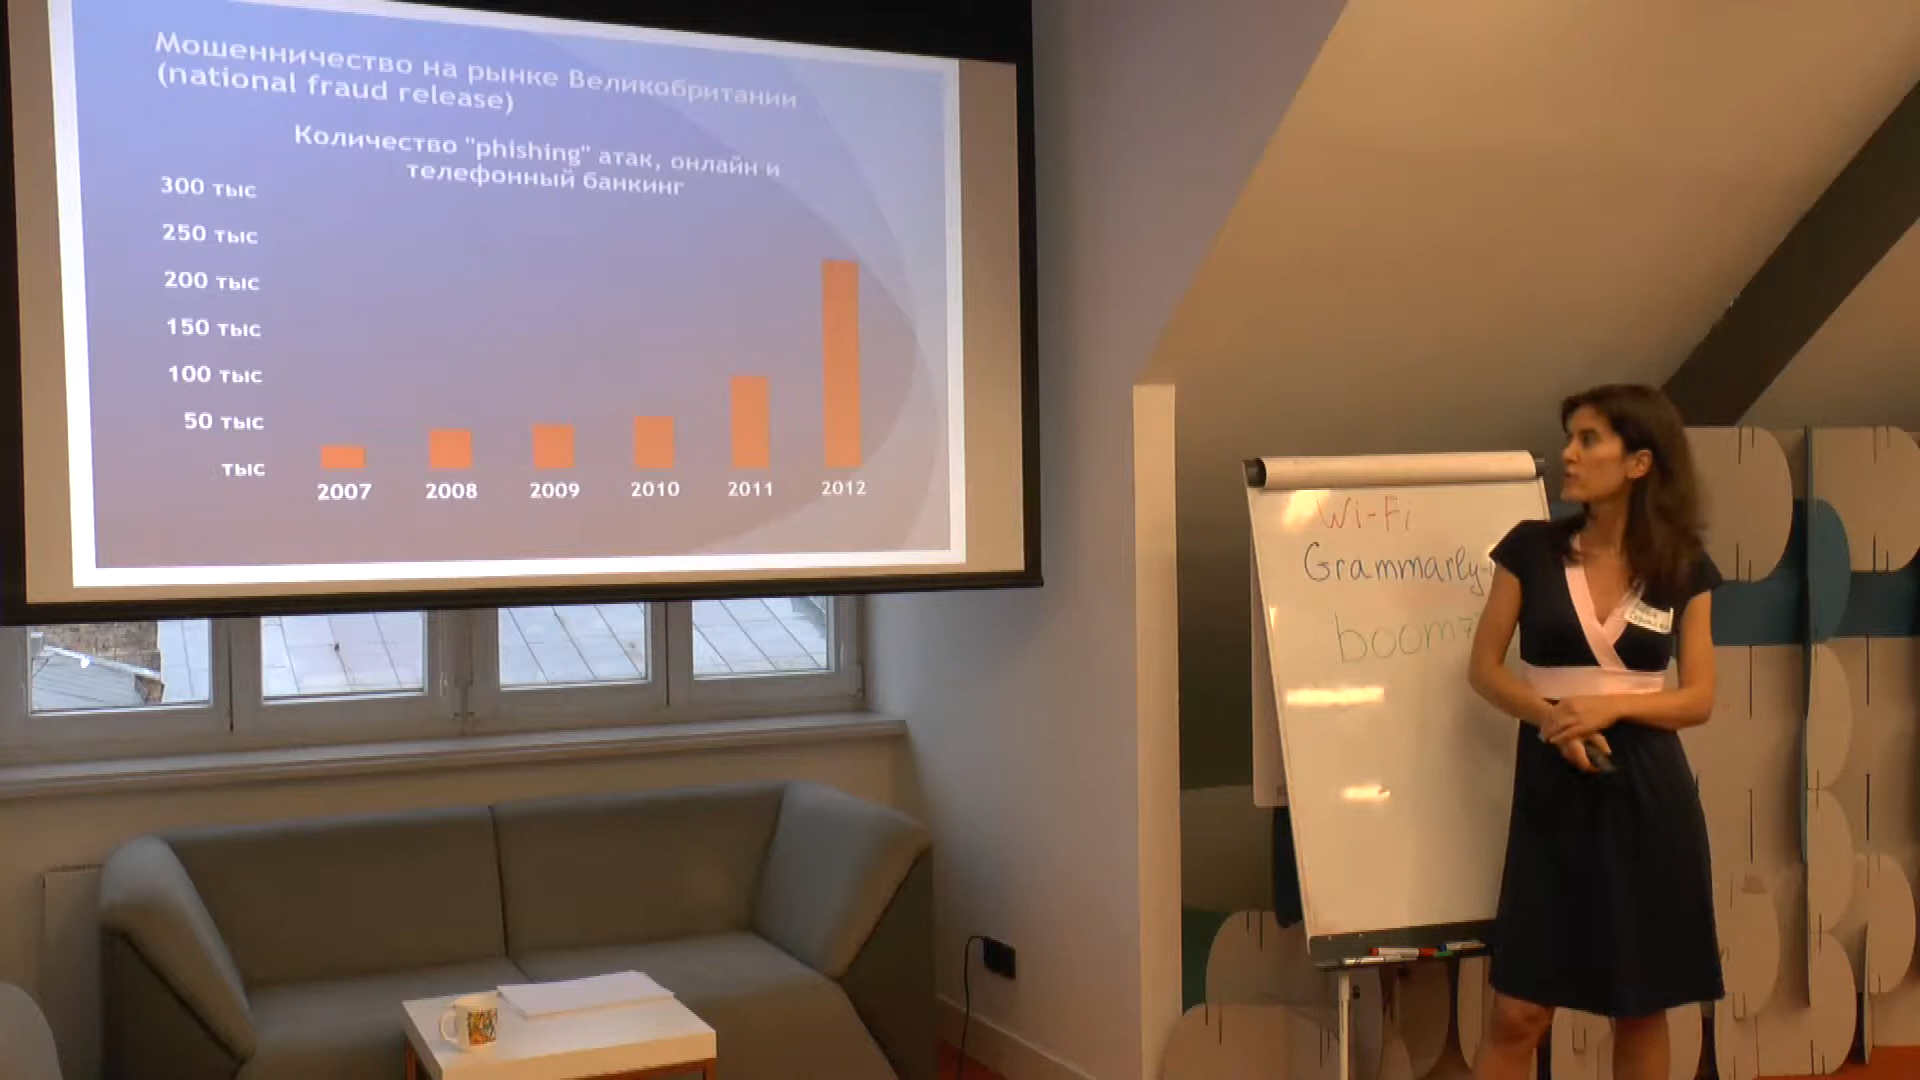 Мошенничество на рынке Великобритании
(national fraud release)
Количество "phishing" атак, онлайн и
телефонный банкинг
300 тыс
250 тыс
200 тыс
150 тыс
100 тыс
50 тыс
тыс
2007 2008 2009 2010 2011 2012
Wi-Fi
Grammarly-
boom7